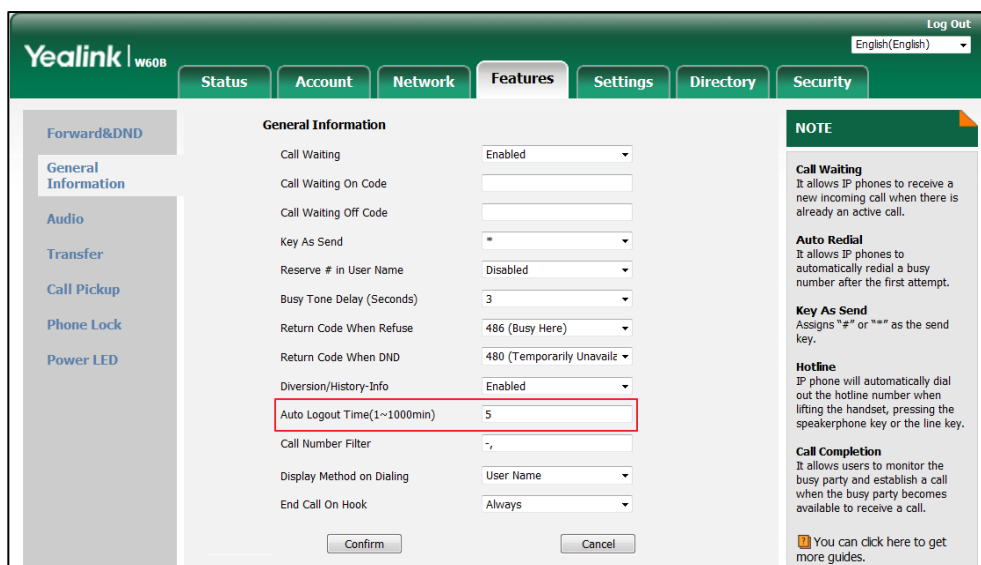 Log Out
Yealink | W60B
English(English)
Status Account Network Features Settings Directory Security
Forward&DND
General
Information
Audio
Transfer
Call Pickup
Phone Lock
Power LED
General Information
Call Waiting Enabled
Call Waiting On Code
Call Waiting Off Code
Key As Send *
Reserve # in User Name Disabled
Busy Tone Delay (Seconds) 3
Return Code When Refuse 486 (Busy Here)
Return Code When DND 480 (Temporarily Unavaila
Diversion/History-Info Enabled
Auto Logout Time(1~1000min) 5
Call Number Filter -,
Display Method on Dialing User Name
End Call On Hook Always
Confirm Cancel
NOTE
Call Waiting
It allows IP phones to receive a
new incoming call when there is
already an active call.
Auto Redial
It allows IP phones to
automatically redial a busy
number after the first attempt.
Key As Send
Assigns "#" or "*" as the send
key.
Hotline
IP phone will automatically dial
out the hotline number when
lifting the handset, pressing the
speakerphone key or the line key.
Call Completion
It allows users to monitor the
busy party and establish a call
when the busy party becomes
available to receive a call.
You can click here to get
more guides.